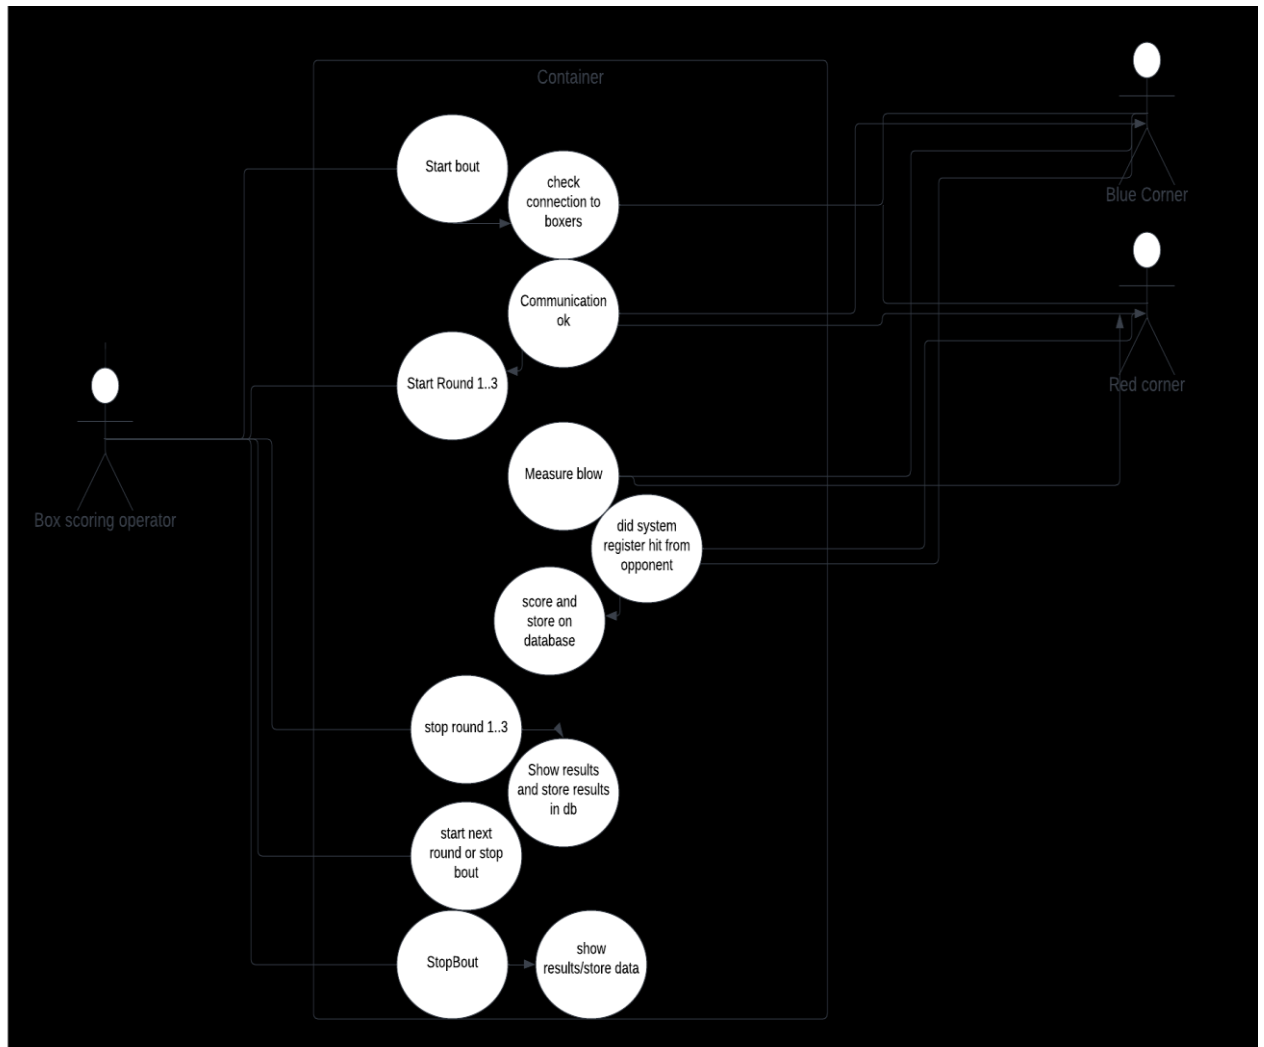 Container
Start bout
check
connection to
boxers
Blue Corner
Communication
ok
Start Round 1..3
Red corner
Measure blow
Box scoring operator
did system
register hit from
opponent
score and
store on
database
stop round 1..3
Show results
and store results
in db
start next
round or stop
bout
StopBout
show
results/store data